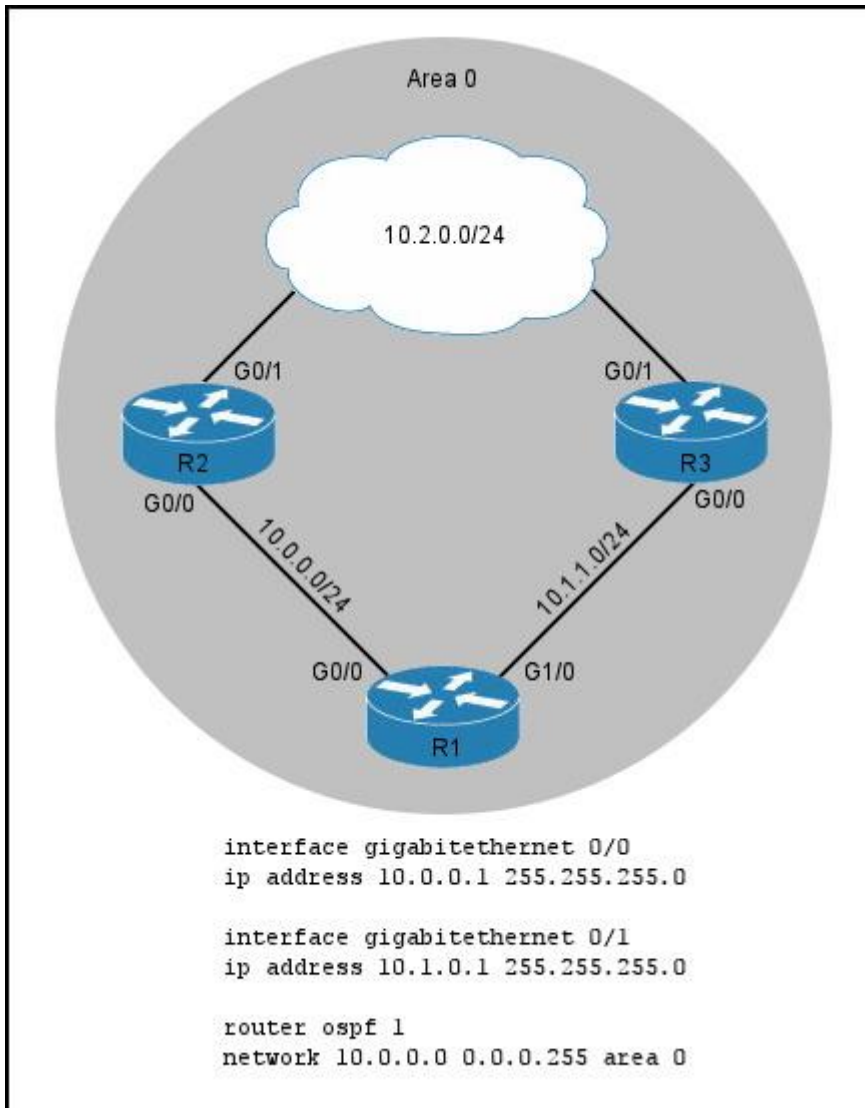 Area 0
10.2.0.0/24
G0/1
G0/1
R2
R3
G0/0
G0/0
10.0.0.0/24
10.1.1.0/24
G0/0
G1/0
R1
interface gigabitethernet 0/0
ip address 10.0.0.1 255.255.255.0
interface gigabitethernet 0/1
ip address 10.1.0.1 255.255.255.0
router ospf 1
network 10.0.0.0 0.0.0.255 area 0